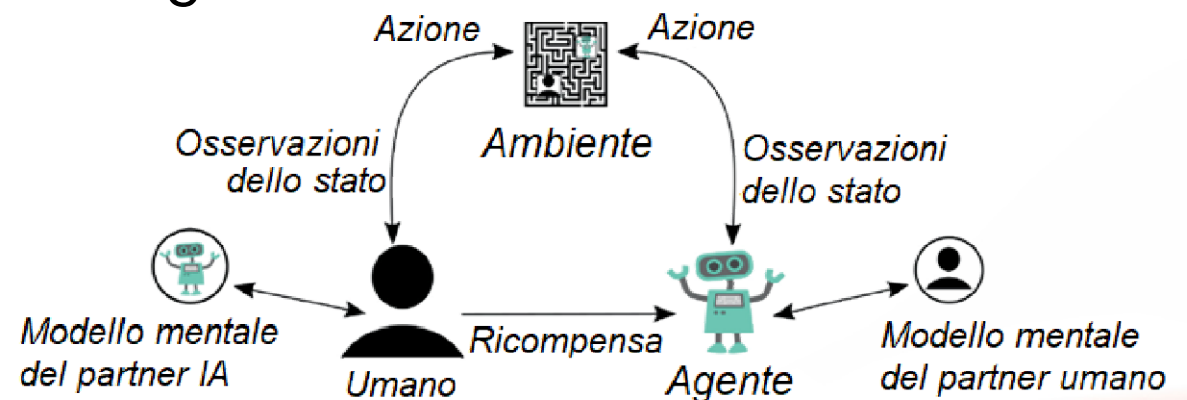 Azione
Azione
Ambiente
Osservazioni
dello stato
Osservazioni
dello stato
Modello mentale
del partner IA
Umano
Ricompensa
Agente
Modello mentale
del partner umano